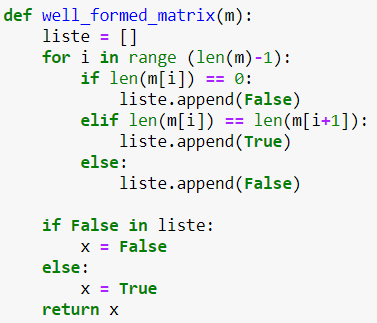 def well_formed_matrix(m):
    liste = []
    for i in range (len(m)-1):
        if len(m[i]) == 0:
            liste.append(False)
        elif len(m[i]) == len(m[i+1]):
            liste.append(True)
        else:
            liste.append(False)

    if False in liste:
        x = False
    else:
        x = True
    return x